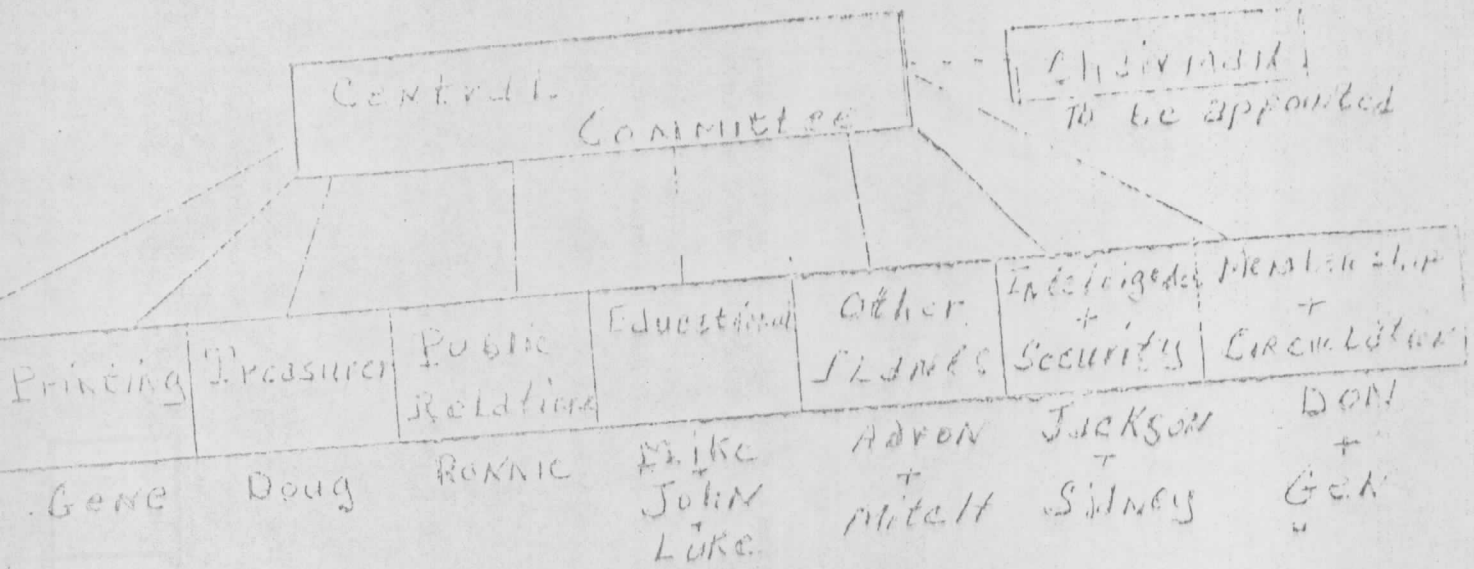 Central
Committee
Chairman
To be appointed
Printing
Treasurer
Public
Relations
Educational
Other
Intelligence
+
Security
Membership
+
Circulation
Gene
Doug
Ronnie
Mike
+
John
Luke
Aaron
+
Mitch
Jackson
+
Sidney
Don
+
Gen